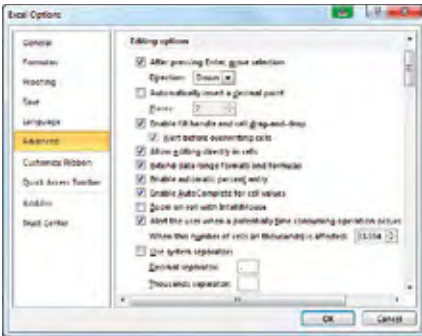 Excel Options
General
Formulas
Proofing
Save
Language
Advanced
Customize Ribbon
Quick Access Toolbar
Add-Ins
Trust Center
Editing options
After pressing Enter, move selection
Direction: Down
Automatically insert a decimal point
Places: 2
Enable fill handle and cell drag-and-drop
Alert before overwriting cells
Allow editing directly in cells
Extend data range formats and formulas
Enable automatic percent entry
Enable AutoComplete for cell values
Zoom on roll with IntelliMouse
Alert the user when a potentially time consuming operation occurs
When this number of cells (in thousands) is affected:
Use system separators
Decimal separator:
Thousands separator:
OK
Cancel